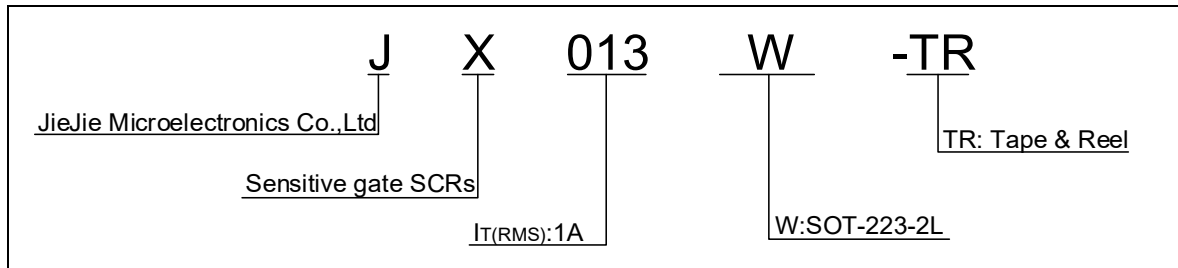 J X 013 W -TR
JieJie Microelectronics Co.,Ltd
TR: Tape & Reel
Sensitive gate SCRs
IT(RMS):1A
W:SOT-223-2L